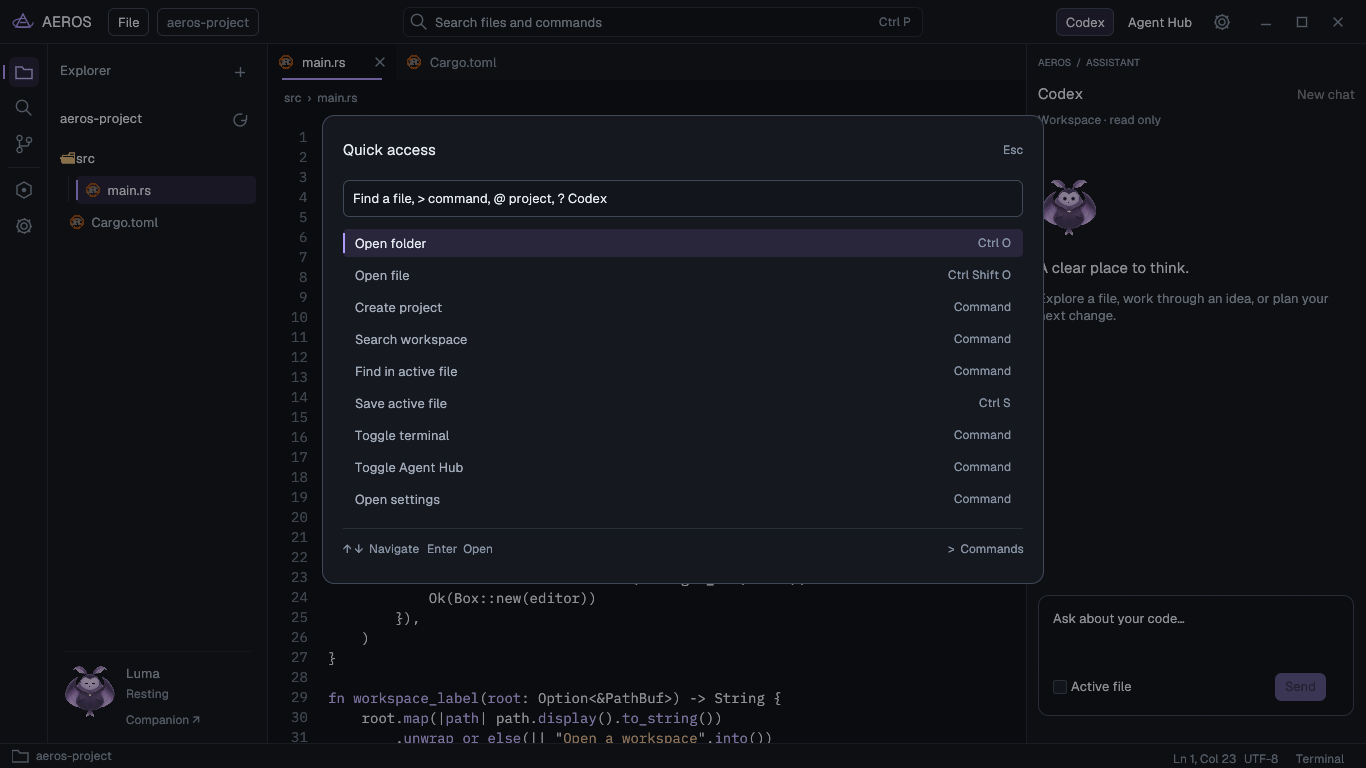 AEROS File aeros-project Search files and commands Ctrl P Codex Agent Hub
Explorer
aeros-project
src
main.rs
Cargo.toml
Luma
Resting
Companion ↗
main.rs Cargo.toml
src › main.rs
1
2
3
4
5
6
7
8
9
10
11
12
13
14
15
16
17
18
19
20
21
22
23
24 Ok(Box::new(editor))
25 }),
26 )
27 }
28
29 fn workspace_label(root: Option<&PathBuf>) -> String {
30 root.map(|path| path.display().to_string())
31 .unwrap_or_else(|| "Open a workspace".into())
Quick access Esc
Find a file, > command, @ project, ? Codex
Open folder Ctrl O
Open file Ctrl Shift O
Create project Command
Search workspace Command
Find in active file Command
Save active file Ctrl S
Toggle terminal Command
Toggle Agent Hub Command
Open settings Command
↑↓ Navigate Enter Open > Commands
AEROS / ASSISTANT
Codex New chat
Workspace · read only
A clear place to think.
Explore a file, work through an idea, or plan your
next change.
Ask about your code…
Active file Send
aeros-project Ln 1, Col 23 UTF-8 Terminal